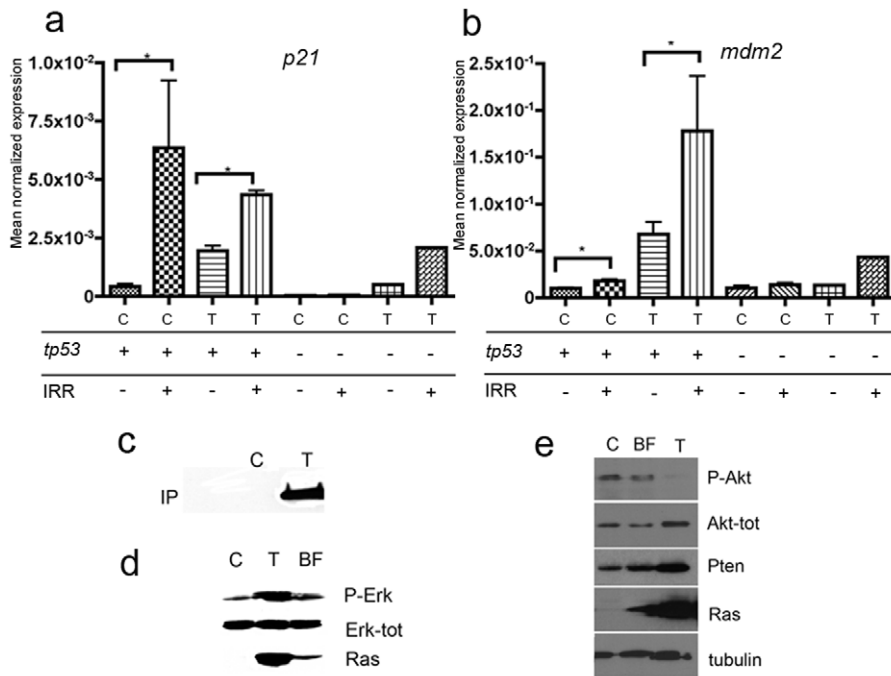 a
p21
Mean normalized expression
1.0x10-2
7.5x10-3
5.0x10-3
2.5x10-3
0
* *
C C T T C C T T
tp53 + + + + - - - -
IRR - + - + - + - +
b
mdm2
Mean normalized expression
2.5x10-1
2.0x10-1
1.5x10-1
1.0x10-1
5.0x10-2
0
* *
C C T T C C T T
tp53 + + + + - - - -
IRR - + - + - + - +
c
C T
IP
d
C T BF
P-Erk
Erk-tot
Ras
e
C BF T
P-Akt
Akt-tot
Pten
Ras
tubulin